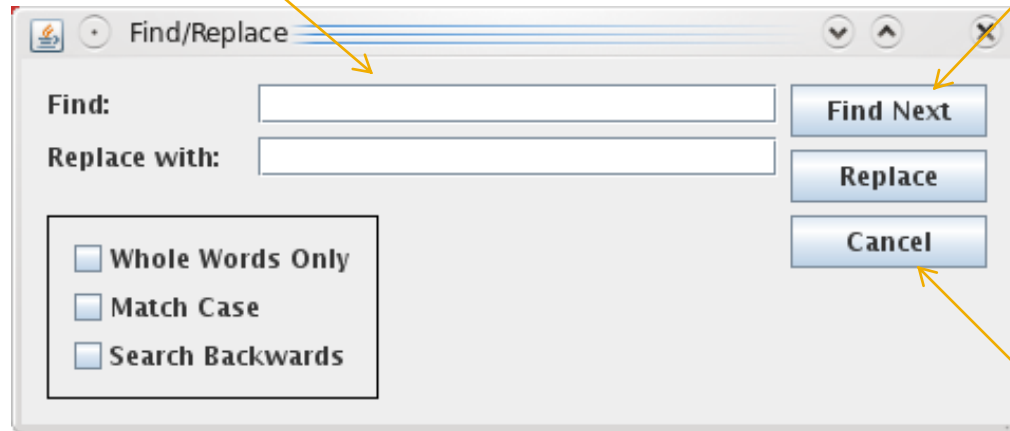 Find/Replace
Find:
Find Next
Replace with:
Replace
Cancel
Whole Words Only
Match Case
Search Backwards